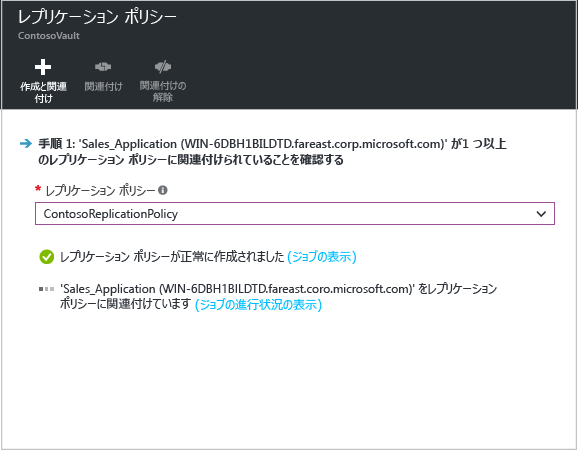 レプリケーション ポリシー
ContosoVault
作成と関連
付け
関連付け
関連付けの
解除
手順 1: 'Sales_Application (WIN-6DBH1BILDTD.fareast.corp.microsoft.com)' が1 つ以上
のレプリケーション ポリシーに関連付けられていることを確認する
* レプリケーション ポリシー
ContosoReplicationPolicy
レプリケーション ポリシーが正常に作成されました (ジョブの表示)
'Sales_Application (WIN-6DBH1BILDTD.fareast.coro.microsoft.com)' をレプリケーション
ポリシーに関連付けています (ジョブの進行状況の表示)